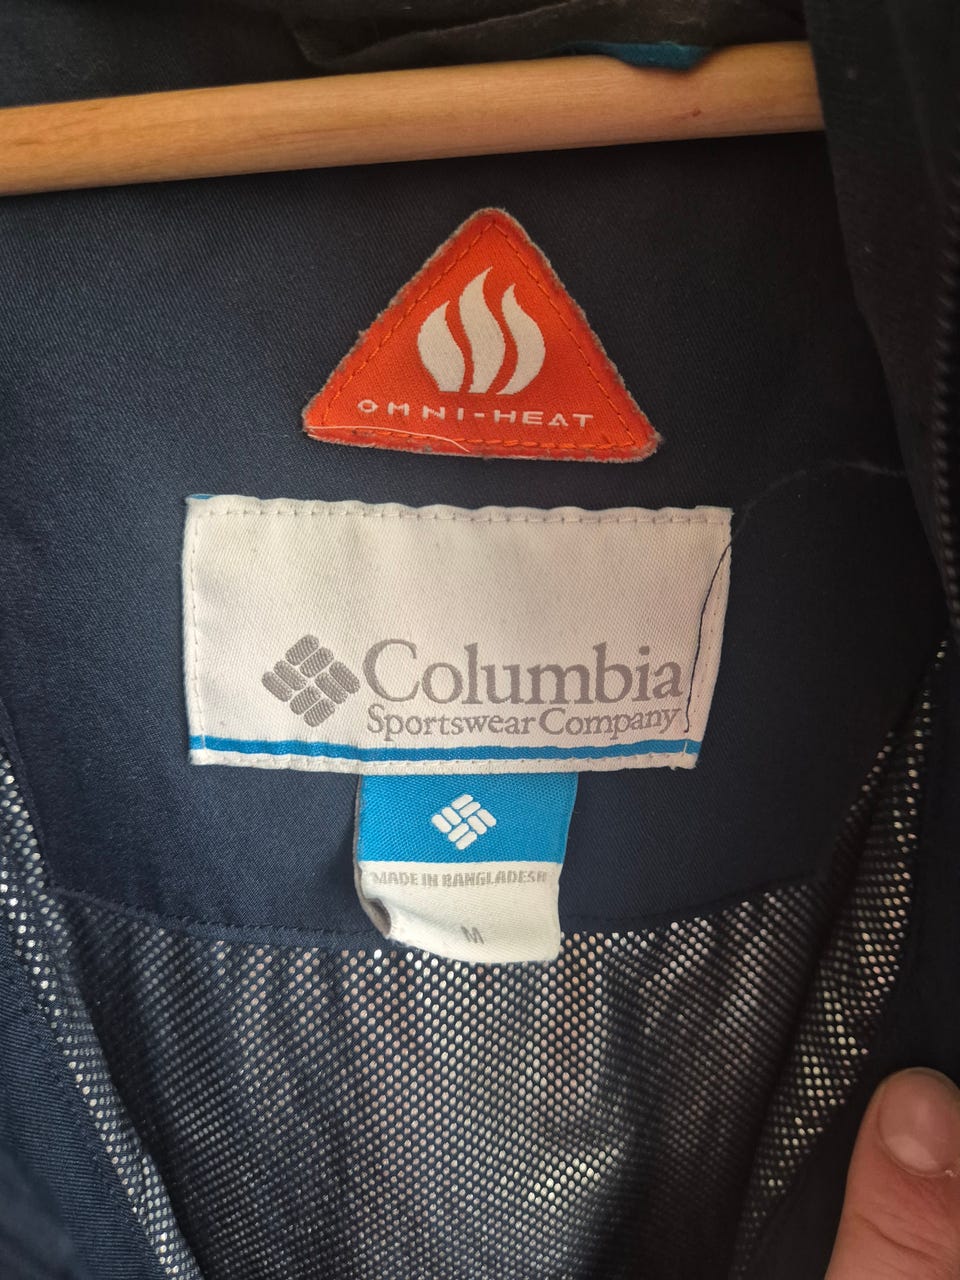 OMNI-HEAT
Columbia
Sportswear Company
MADE IN BANGLADESH
M